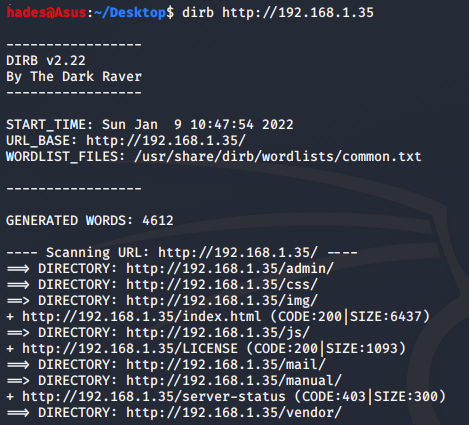 hades@Asus:~/Desktop$ dirb http://192.168.1.35
-----------------
DIRB v2.22
By The Dark Raver
-----------------
START_TIME: Sun Jan  9 10:47:54 2022
URL_BASE: http://192.168.1.35/
WORDLIST_FILES: /usr/share/dirb/wordlists/common.txt
-----------------
GENERATED WORDS: 4612
---- Scanning URL: http://192.168.1.35/ ----
==> DIRECTORY: http://192.168.1.35/admin/
==> DIRECTORY: http://192.168.1.35/css/
==> DIRECTORY: http://192.168.1.35/img/
+ http://192.168.1.35/index.html (CODE:200|SIZE:6437)
==> DIRECTORY: http://192.168.1.35/js/
+ http://192.168.1.35/LICENSE (CODE:200|SIZE:1093)
==> DIRECTORY: http://192.168.1.35/mail/
==> DIRECTORY: http://192.168.1.35/manual/
+ http://192.168.1.35/server-status (CODE:403|SIZE:300)
==> DIRECTORY: http://192.168.1.35/vendor/